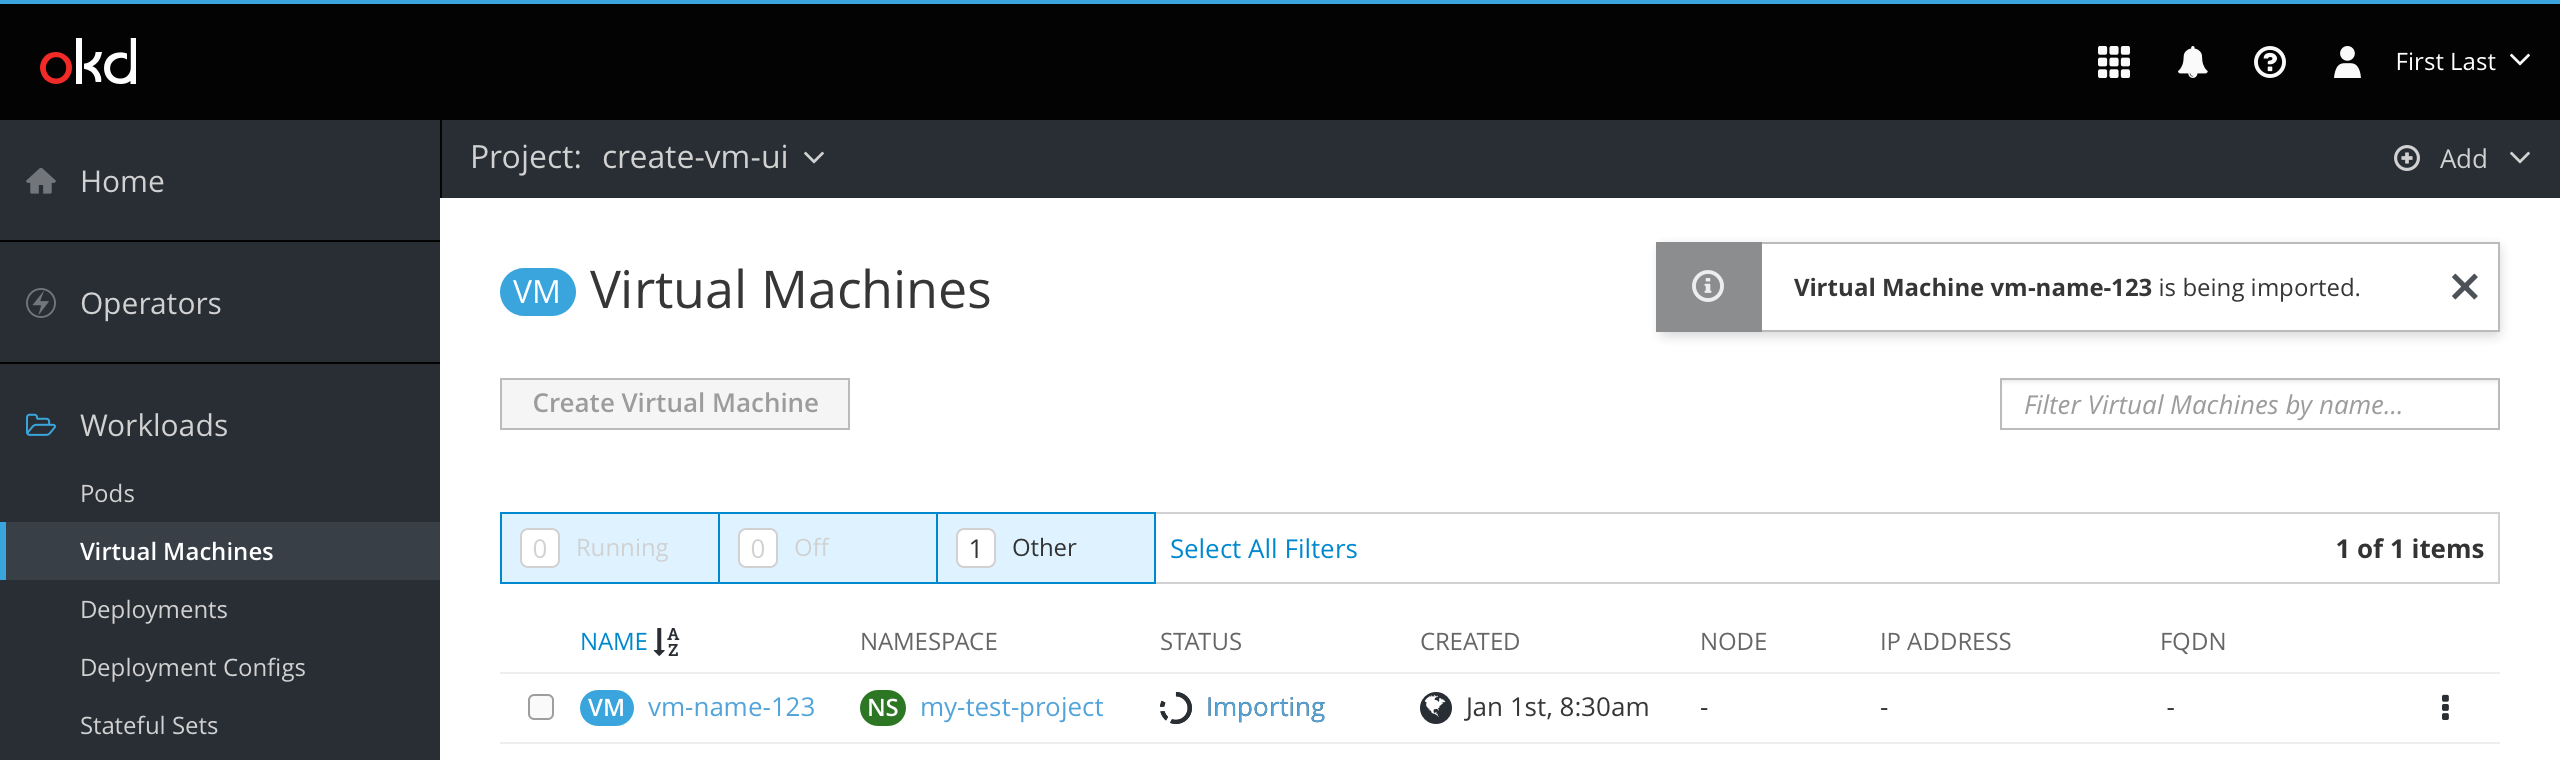 okd
First Last
Home
Operators
Workloads
Pods
Virtual Machines
Deployments
Deployment Configs
Stateful Sets
Project: create-vm-ui
Add
VM Virtual Machines
Virtual Machine vm-name-123 is being imported.
Create Virtual Machine
Filter Virtual Machines by name...
0 Running 0 Off 1 Other Select All Filters 1 of 1 items
NAME AZ NAMESPACE STATUS CREATED NODE IP ADDRESS FQDN
VM vm-name-123 NS my-test-project Importing Jan 1st, 8:30am - - -